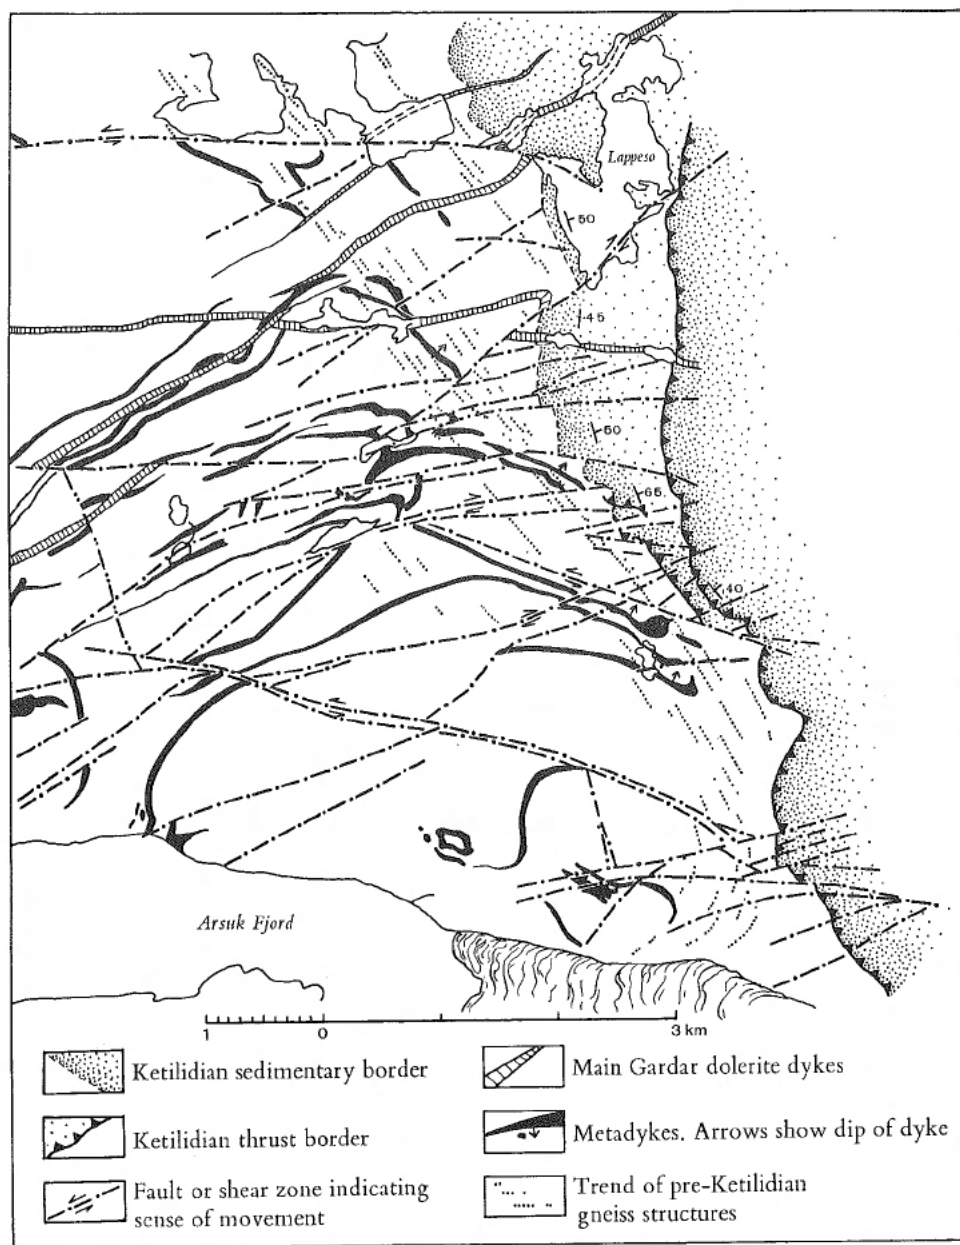 Lappeso
50
45
50
65
40
Arsuk Fjord
1 0 3 km
Ketilidian sedimentary border
Ketilidian thrust border
Fault or shear zone indicating
sense of movement
Main Gardar dolerite dykes
Metadykes. Arrows show dip of dyke
Trend of pre-Ketilidian
gneiss structures